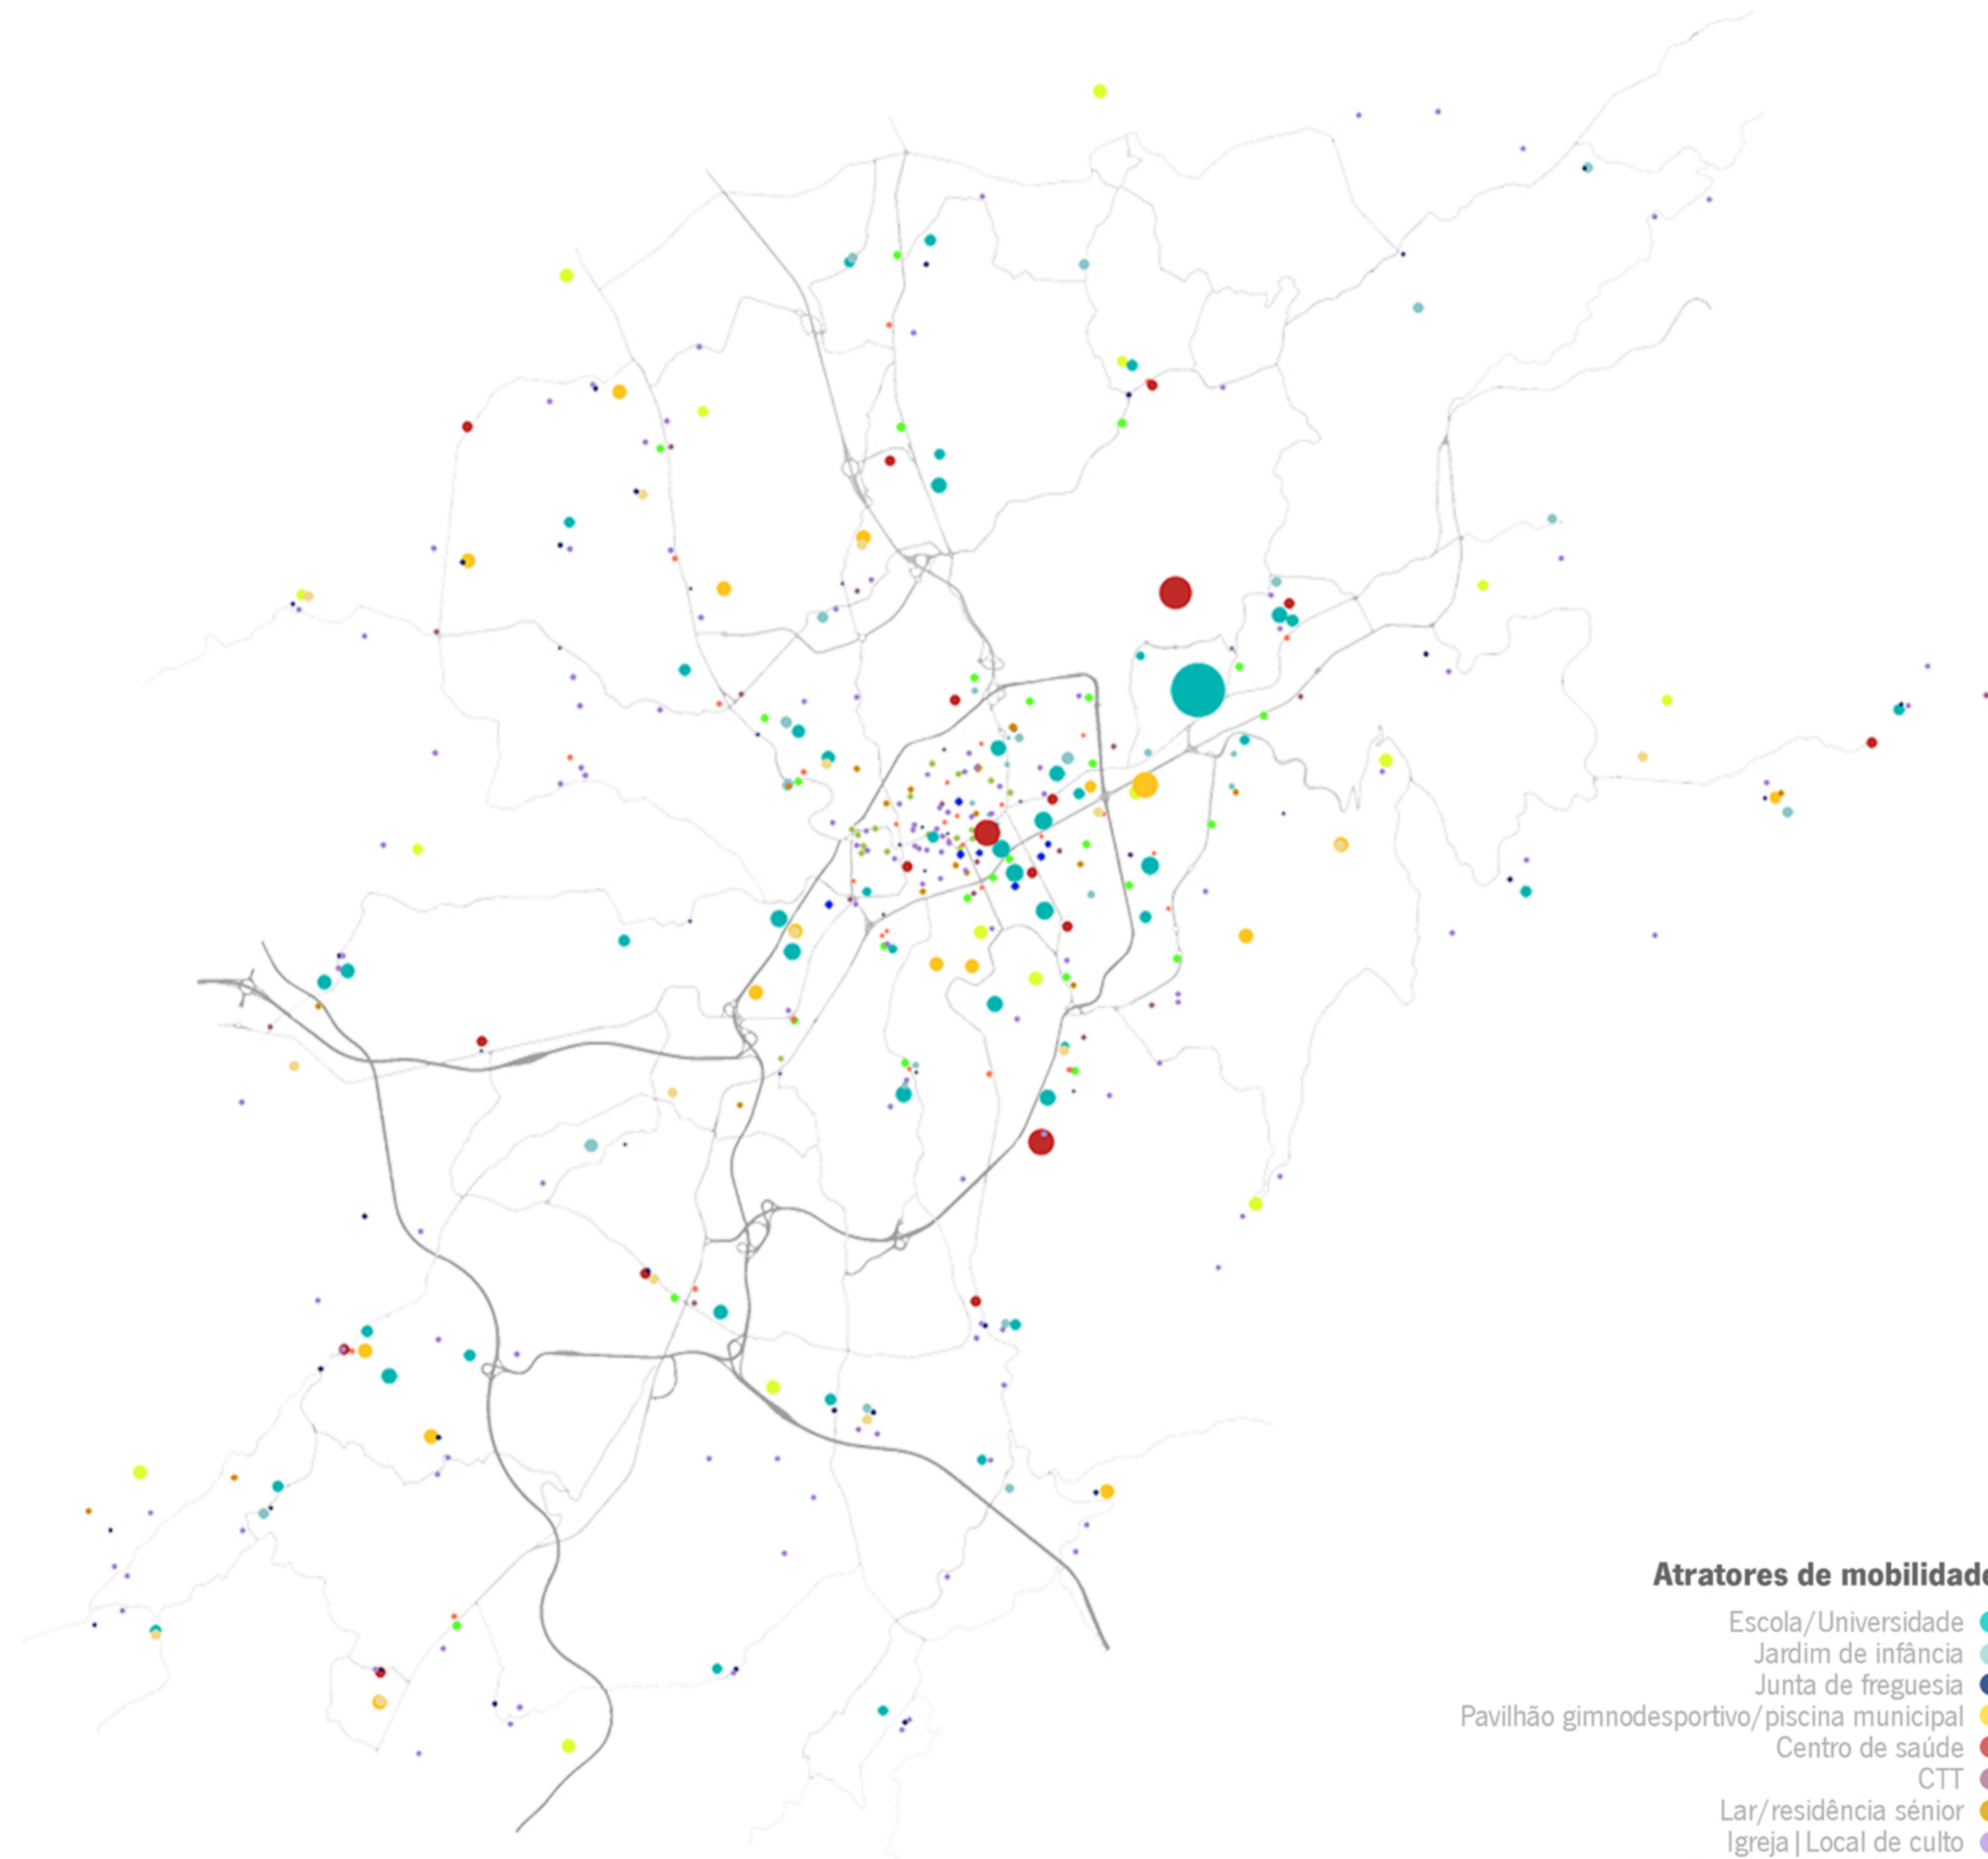 Atratores de mobilidade
Escola/Universidade
Jardim de infância
Junta de freguesia
Pavilhão gimnodesportivo/piscina municipal
Centro de saúde
CTT
Lar/residência sénior
Igreja|Local de culto